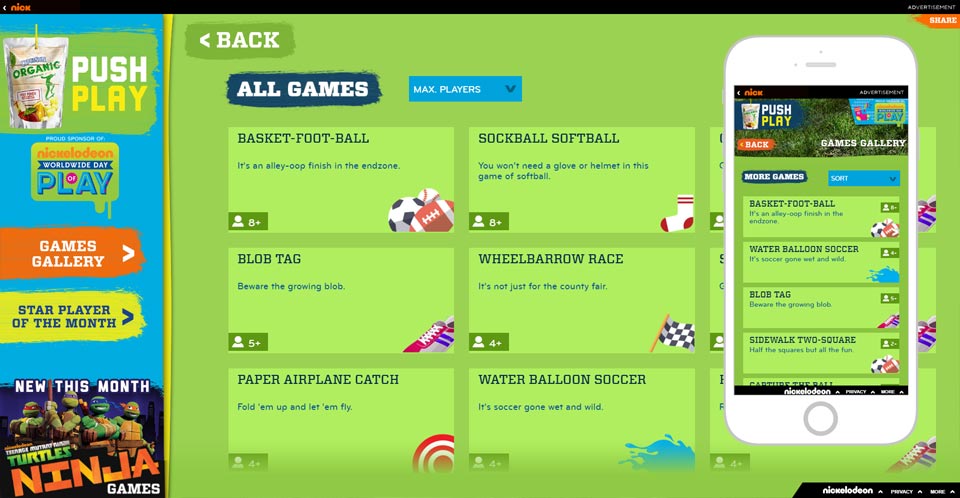 nick
ADVERTISEMENT
SHARE
ORGANIC
PUSH
PLAY
PROUD SPONSOR OF:
nickelodeon
WORLDWIDE DAY
OF
PLAY
GAMES
GALLERY
STAR PLAYER
OF THE MONTH
NEW THIS MONTH
nickelodeon
TEENAGE MUTANT NINJA
TURTLES
NINJA
GAMES
< BACK
ALL GAMES
MAX. PLAYERS
BASKET-FOOT-BALL
It's an alley-oop finish in the endzone.
8+
SOCKBALL SOFTBALL
You won't need a glove or helmet in this
game of softball.
8+
BLOB TAG
Beware the growing blob.
5+
WHEELBARROW RACE
It's not just for the county fair.
4+
PAPER AIRPLANE CATCH
Fold 'em up and let 'em fly.
4+
WATER BALLOON SOCCER
It's soccer gone wet and wild.
4+
4+
nick
ADVERTISEMENT
PUSH
PLAY
PLAY
< BACK
GAMES GALLERY
MORE GAMES
SORT
BASKET-FOOT-BALL
It's an alley-oop finish in the
endzone.
8+
WATER BALLOON SOCCER
It's soccer gone wet and wild.
4+
BLOB TAG
Beware the growing blob.
5+
SIDEWALK TWO-SQUARE
Half the squares but all the fun.
2+
CAPTURE THE BALL
nickelodeon
PRIVACY
MORE
nickelodeon
PRIVACY
MORE